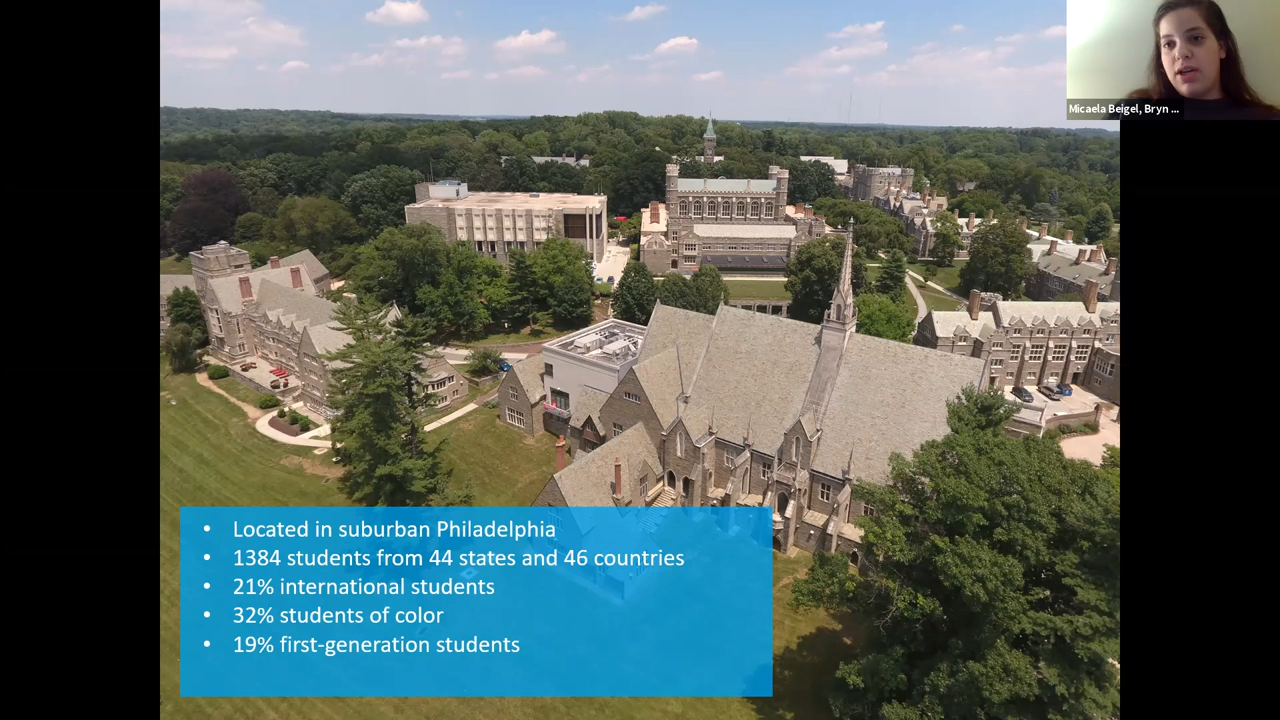 Micaela Beigel, Bryn ...
• Located in suburban Philadelphia
• 1384 students from 44 states and 46 countries
• 21% international students
• 32% students of color
• 19% first-generation students